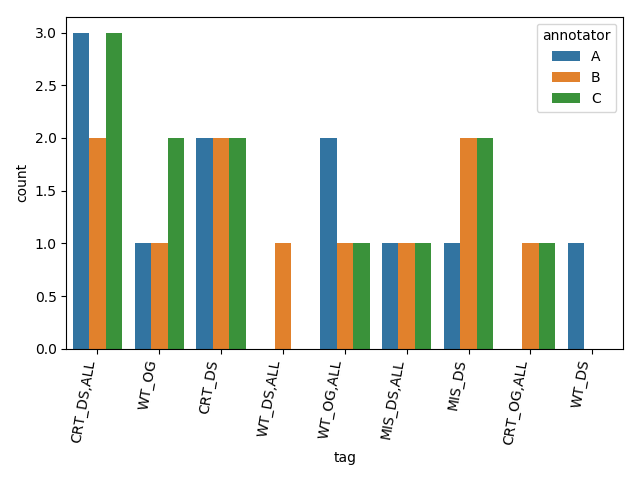 annotator
A
B
C
3.0
2.5
2.0
1.5
1.0
0.5
0.0
count
CRT_DS,ALL
WT_OG
CRT_DS
WT_DS,ALL
WT_OG,ALL
MIS_DS,ALL
MIS_DS
CRT_OG,ALL
WT_DS
tag